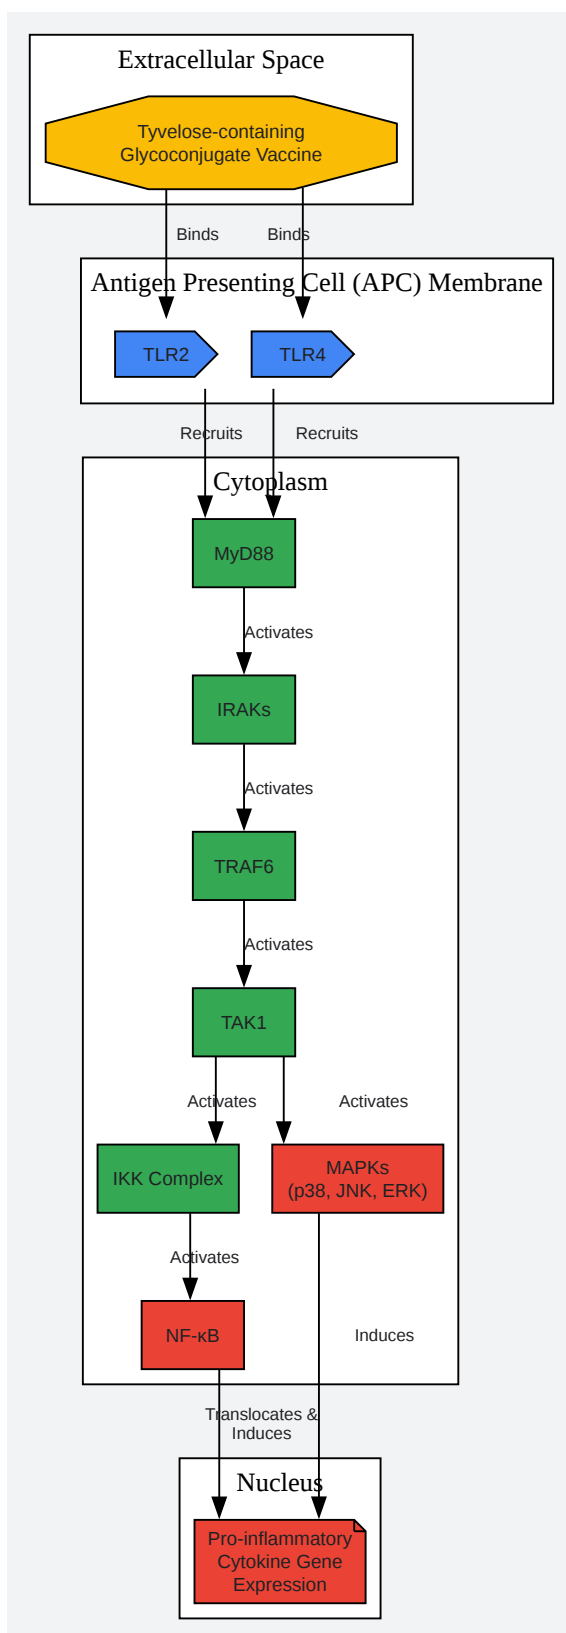 Extracellular Space
Tyvelose-containing
Glycoconjugate Vaccine
Binds
Binds
Antigen Presenting Cell (APC) Membrane
TLR2
TLR4
Recruits
Recruits
Cytoplasm
MyD88
Activates
IRAKs
Activates
TRAF6
Activates
TAK1
Activates
Activates
IKK Complex
MAPKs
(p38, JNK, ERK)
Activates
NF-κB
Induces
Translocates &
Induces
Nucleus
Pro-inflammatory
Cytokine Gene
Expression